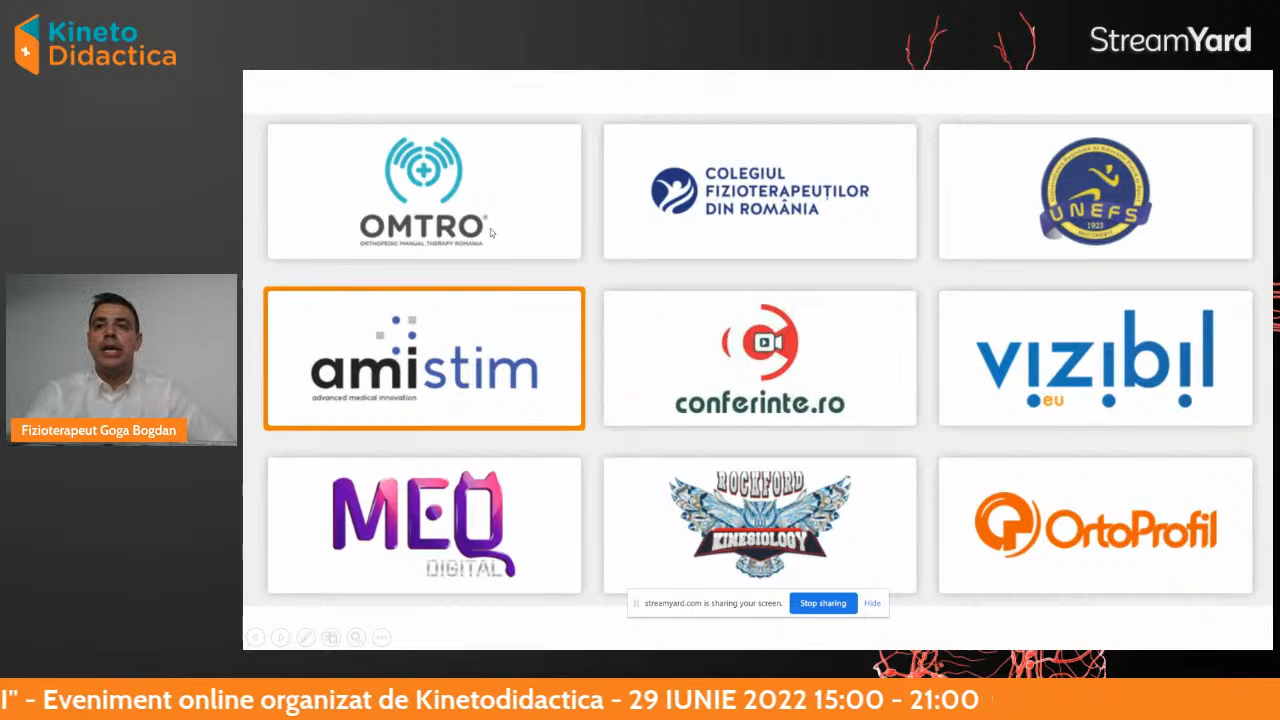 Kineto
Didactica
StreamYard
OMTRO
ORTHOPEDIC MANUAL THERAPY ROMANIA
COLEGIUL
FIZIOTERAPEUȚILOR
DIN ROMÂNIA
UNEFS
1923
BUCUREȘTI
amistim
advanced medical innovation
conferinte.ro
vizibil
eu
MEQ
DIGITAL
ROCKFORD
KINESIOLOGY
OrtoProfil
streamyard.com is sharing your screen.
Stop sharing
Hide
Fizioterapeut Goga Bogdan
I" - Eveniment online organizat de Kinetodidactica - 29 IUNIE 2022 15:00 - 21:00